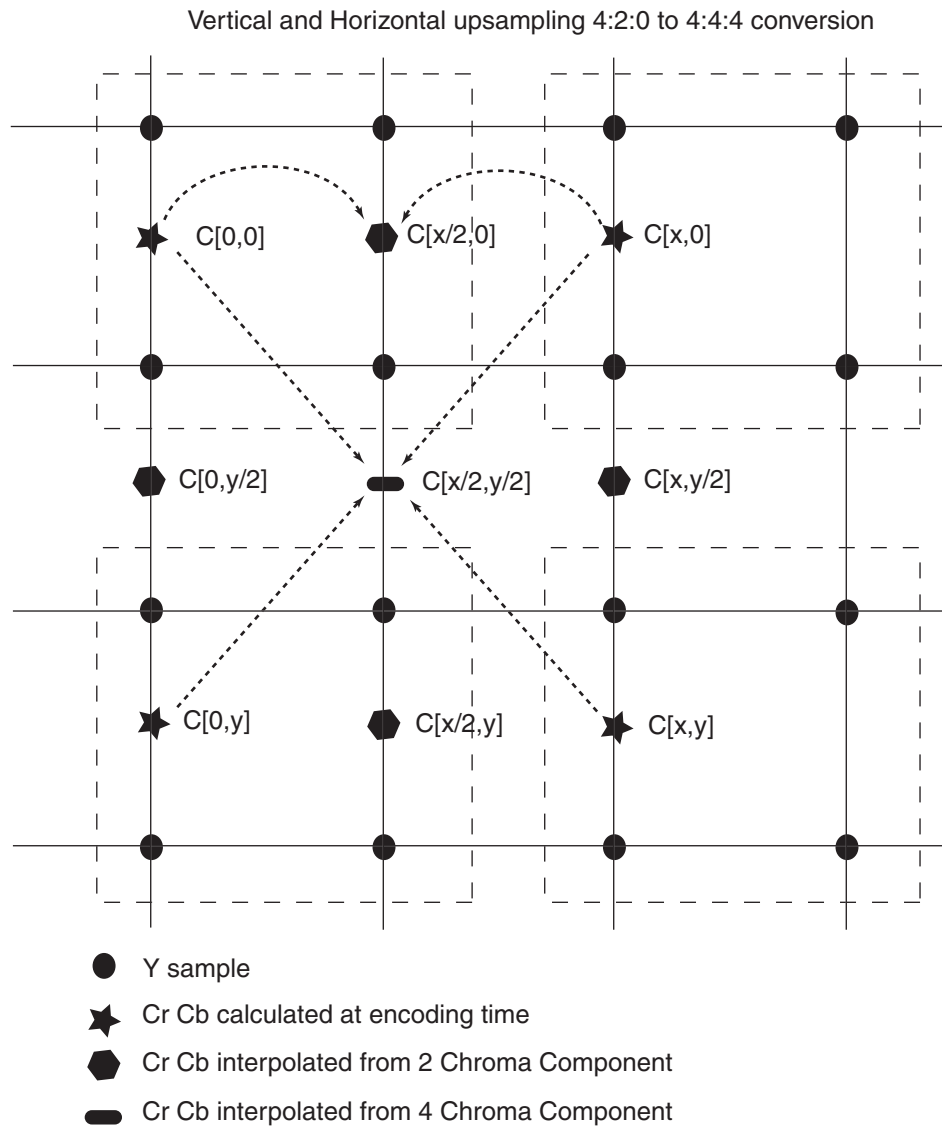 Vertical and Horizontal upsampling 4:2:0 to 4:4:4 conversion
C[0,0]
C[x/2,0]
C[x,0]
C[0,y/2]
C[x/2,y/2]
C[x,y/2]
C[0,y]
C[x/2,y]
C[x,y]
Y sample
Cr Cb calculated at encoding time
Cr Cb interpolated from 2 Chroma Component
Cr Cb interpolated from 4 Chroma Component